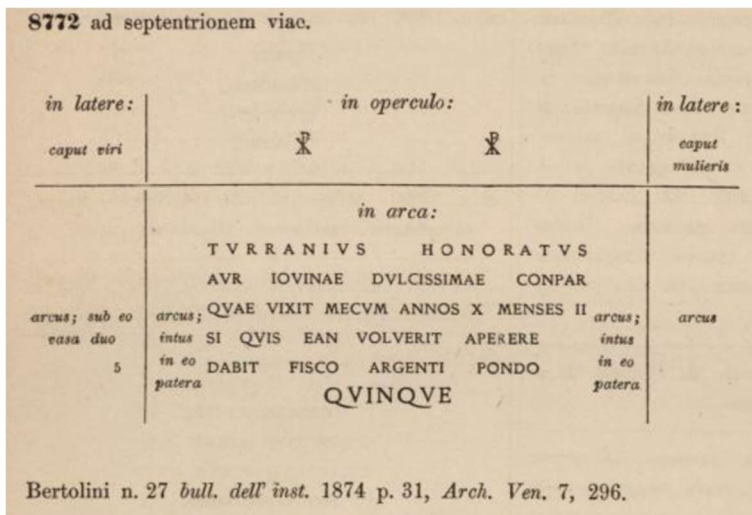 8772 ad septentrionem viae.
in latere:
in operculo:
in latere :
caput viri
☧
☧
caput
mulieris
in arca:
TVRRANIVS HONORATVS
AVR IOVINAE DVLCISSIMAE CONPAR
QVAE VIXIT MECVM ANNOS X MENSES II
SI QVIS EAN VOLVERIT APERERE
DABIT FISCO ARGENTI PONDO
QVINQVE
arcus; sub eo
vasa duo
5
arcus;
intus
in eo
patera
arcus;
intus
in eo
patera
arcus
Bertolini n. 27 bull. dell' inst. 1874 p. 31, Arch. Ven. 7, 296.